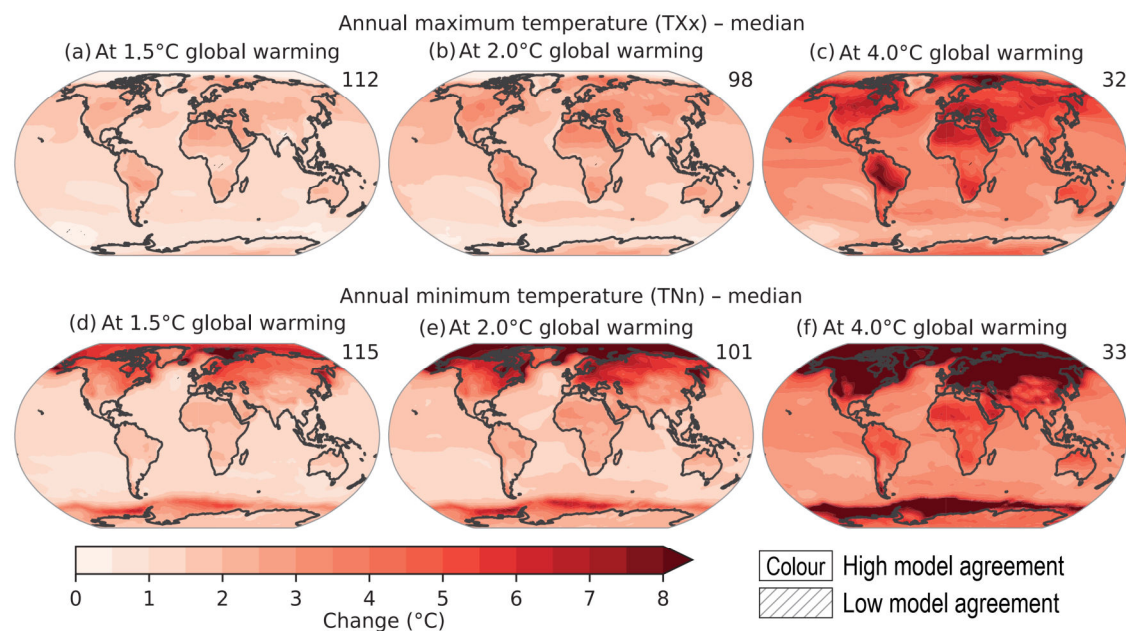 Annual maximum temperature (TXx) – median
(a) At 1.5°C global warming
112
(b) At 2.0°C global warming
98
(c) At 4.0°C global warming
32
Annual minimum temperature (TNn) – median
(d) At 1.5°C global warming
115
(e) At 2.0°C global warming
101
(f) At 4.0°C global warming
33
0 1 2 3 4 5 6 7 8
Change (°C)
Colour High model agreement
Low model agreement